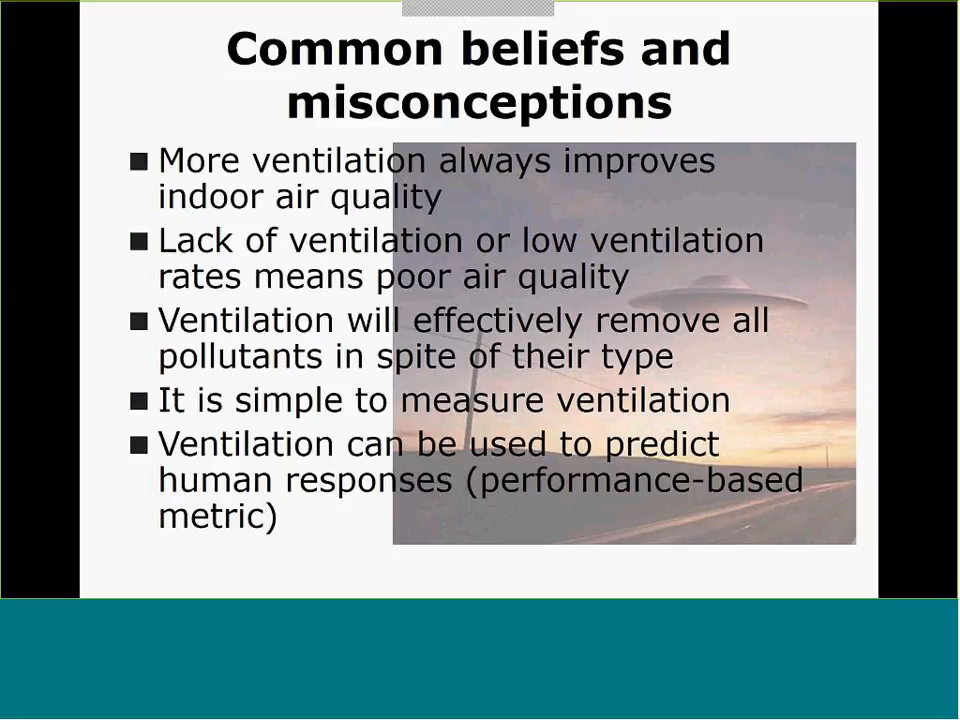 Common beliefs and
misconceptions
More ventilation always improves
indoor air quality
Lack of ventilation or low ventilation
rates means poor air quality
Ventilation will effectively remove all
pollutants in spite of their type
It is simple to measure ventilation
Ventilation can be used to predict
human responses (performance-based
metric)